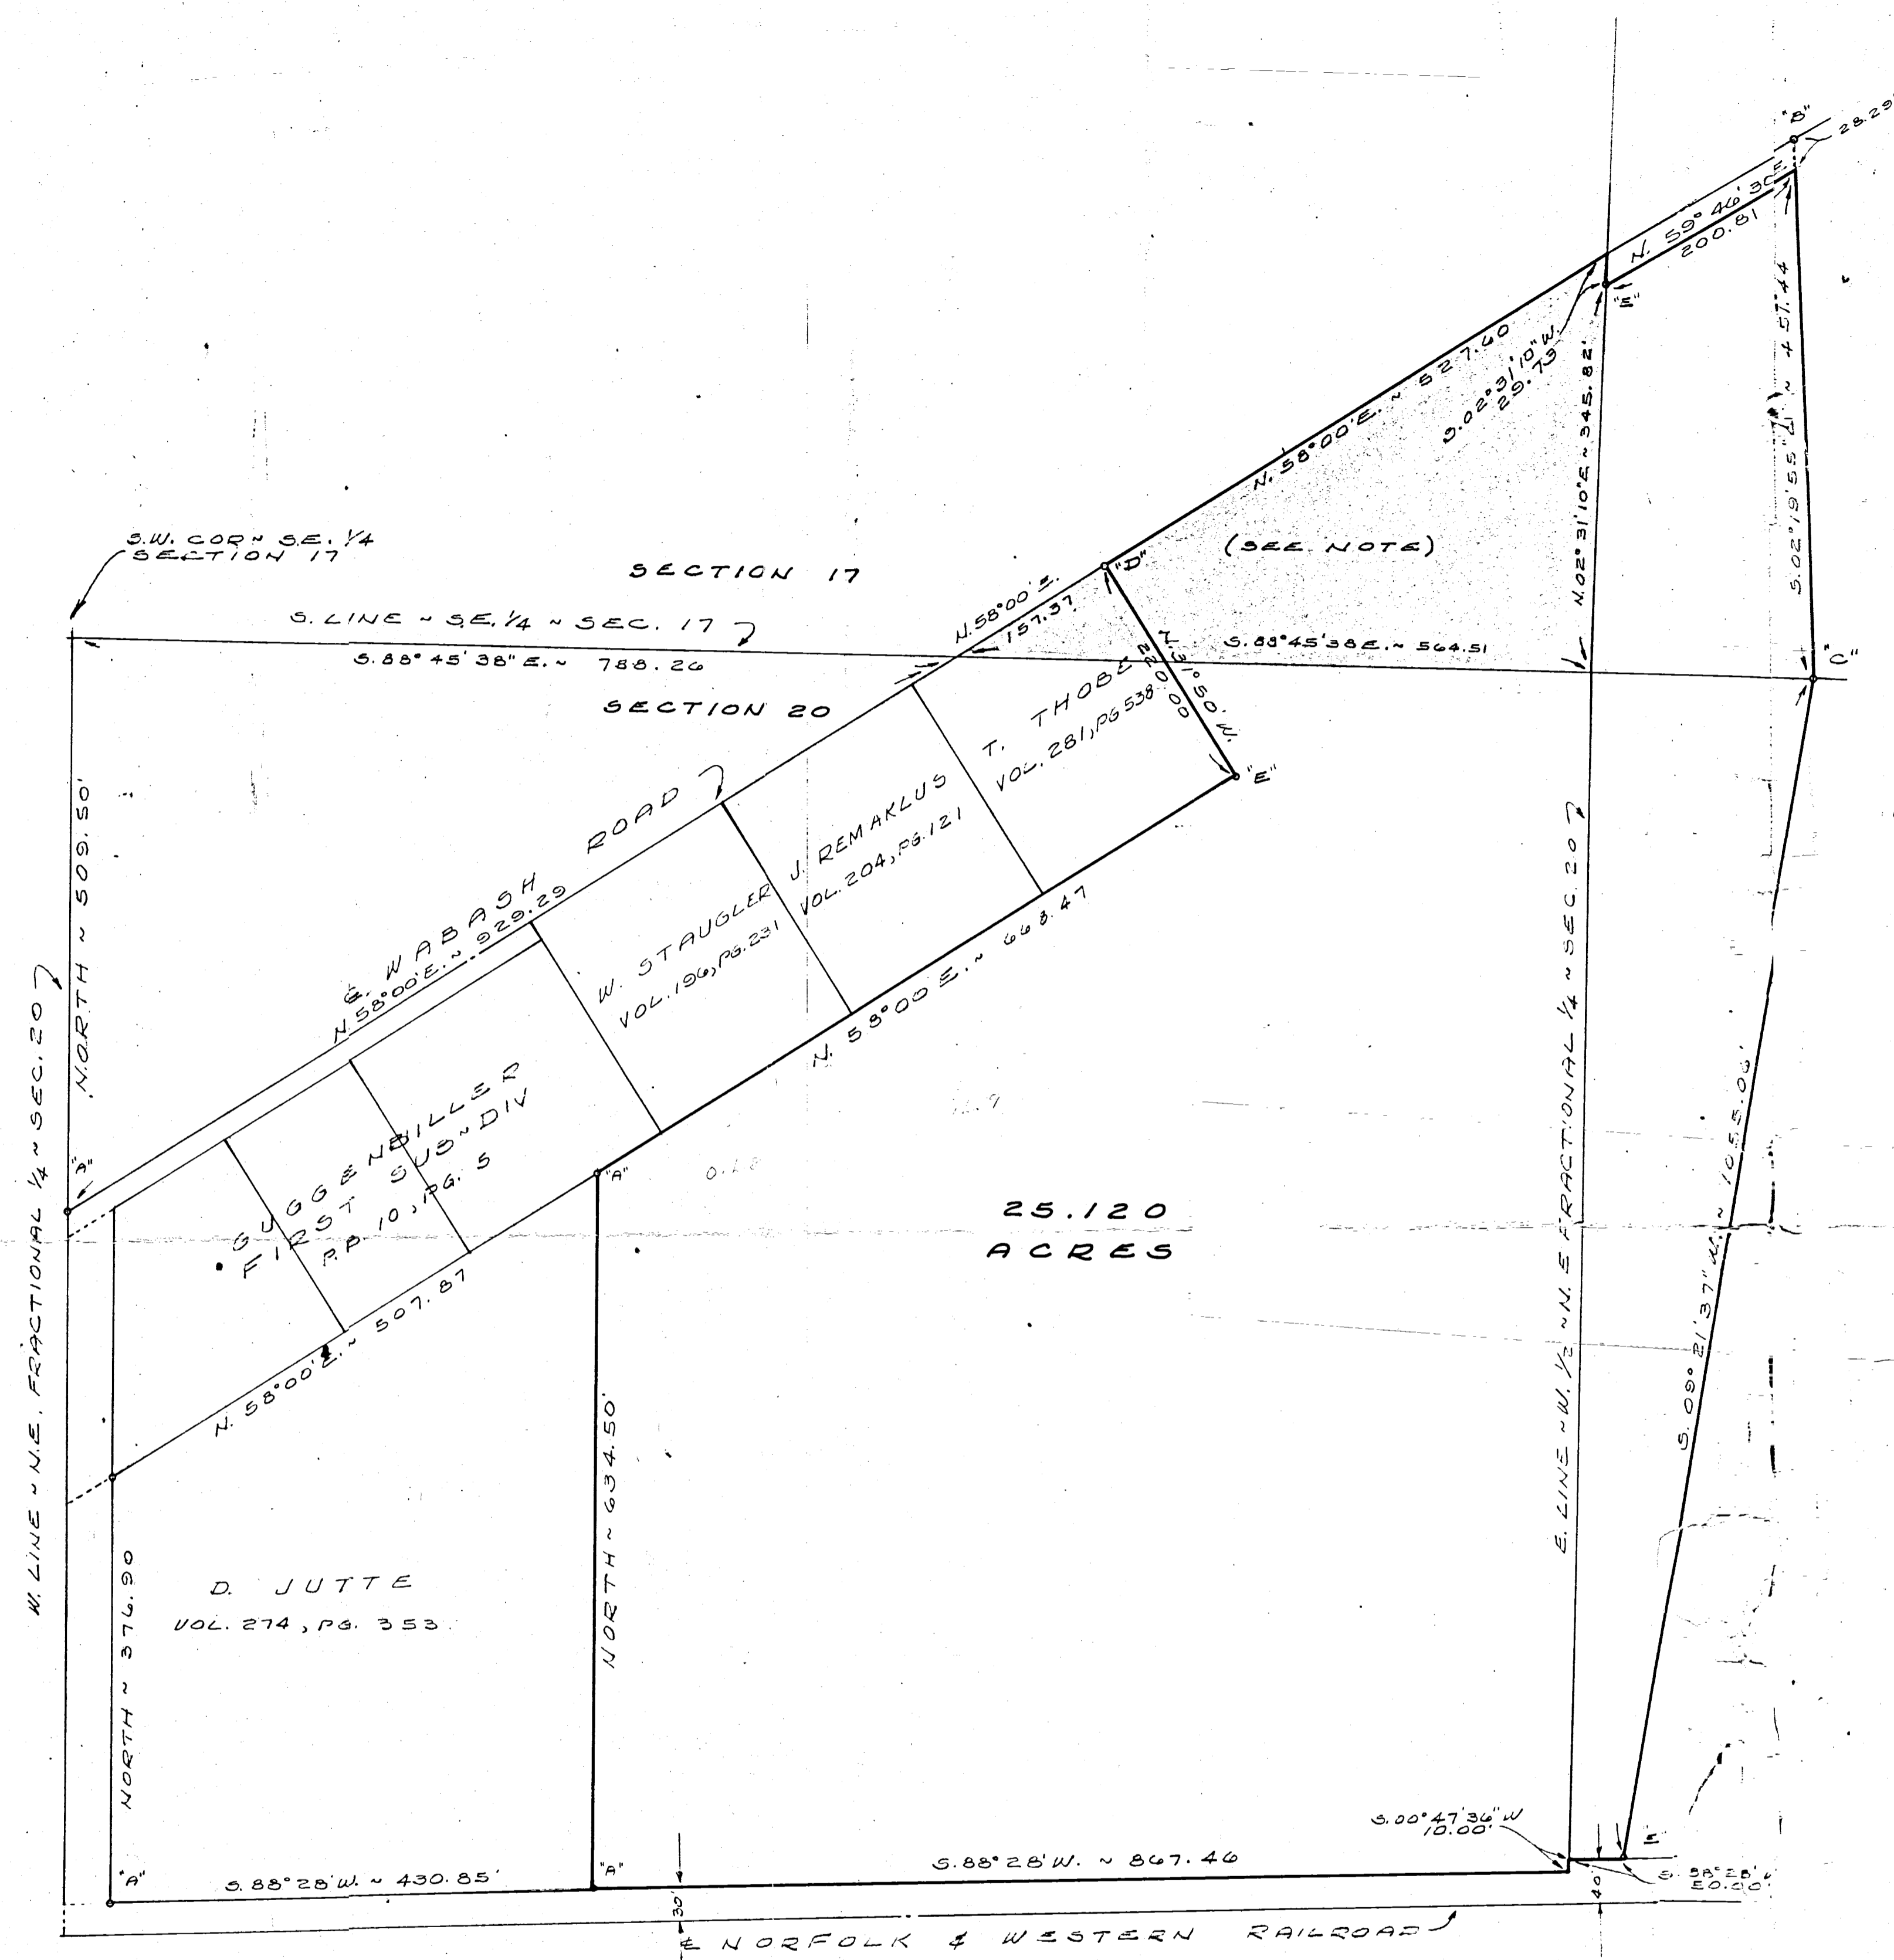 "B"
28.29
N. 59° 46' 30E.
200.81
"E"
S.02°31'10"W.
29.73
N. 58°00'E. ~ 527.60
N.02°31'10"E ~ 345.82'
S.02°19'55"
457.44
S.W. COR ~ S.E. 1/4
SECTION 17
SECTION 17
(SEE NOTE)
"D"
N.58°00'E.
157.37
S. LINE ~ S.E. 1/4 ~ SEC. 17
S.88°45'38"E. ~ 788.26
S.88°45'38E. ~ 564.51
"C"
SECTION 20
N. 31°50' W.
220.00
"E"
T. THOBE
VOL. 281, PG 538
J. REMAKLUS
VOL. 204, PG. 121
W. STAUGLER
VOL. 196, PG. 231
NORTH ~ 509.50'
W. LINE ~ N.E. FRACTIONAL 1/4 ~ SEC. 20
℄ WABASH ROAD
N.58°00'E. ~ 929.29
N. 58°00 E. ~ 668.47
"A"
GUGGENBILLER
FIRST SUB~DIV
P.P 10, PG. 5
"A"
N. 58°00'E. ~ 507.87
25.120
ACRES
E. LINE ~ W. 1/2 ~ N. E FRACTIONAL 1/4 ~ SEC. 20
S. 09° 21' 37" W. ~ 1055.06'
NORTH ~ 634.50'
NORTH ~ 376.90
D. JUTTE
VOL. 274, PG. 353
S.00°47'36"W
10.00'
"A"
S.88°28'W. ~ 430.85'
"A"
S.88°28'W. ~ 867.46
S. 88°28'
30'
40'
℄ NORFOLK & WESTERN RAILROAD